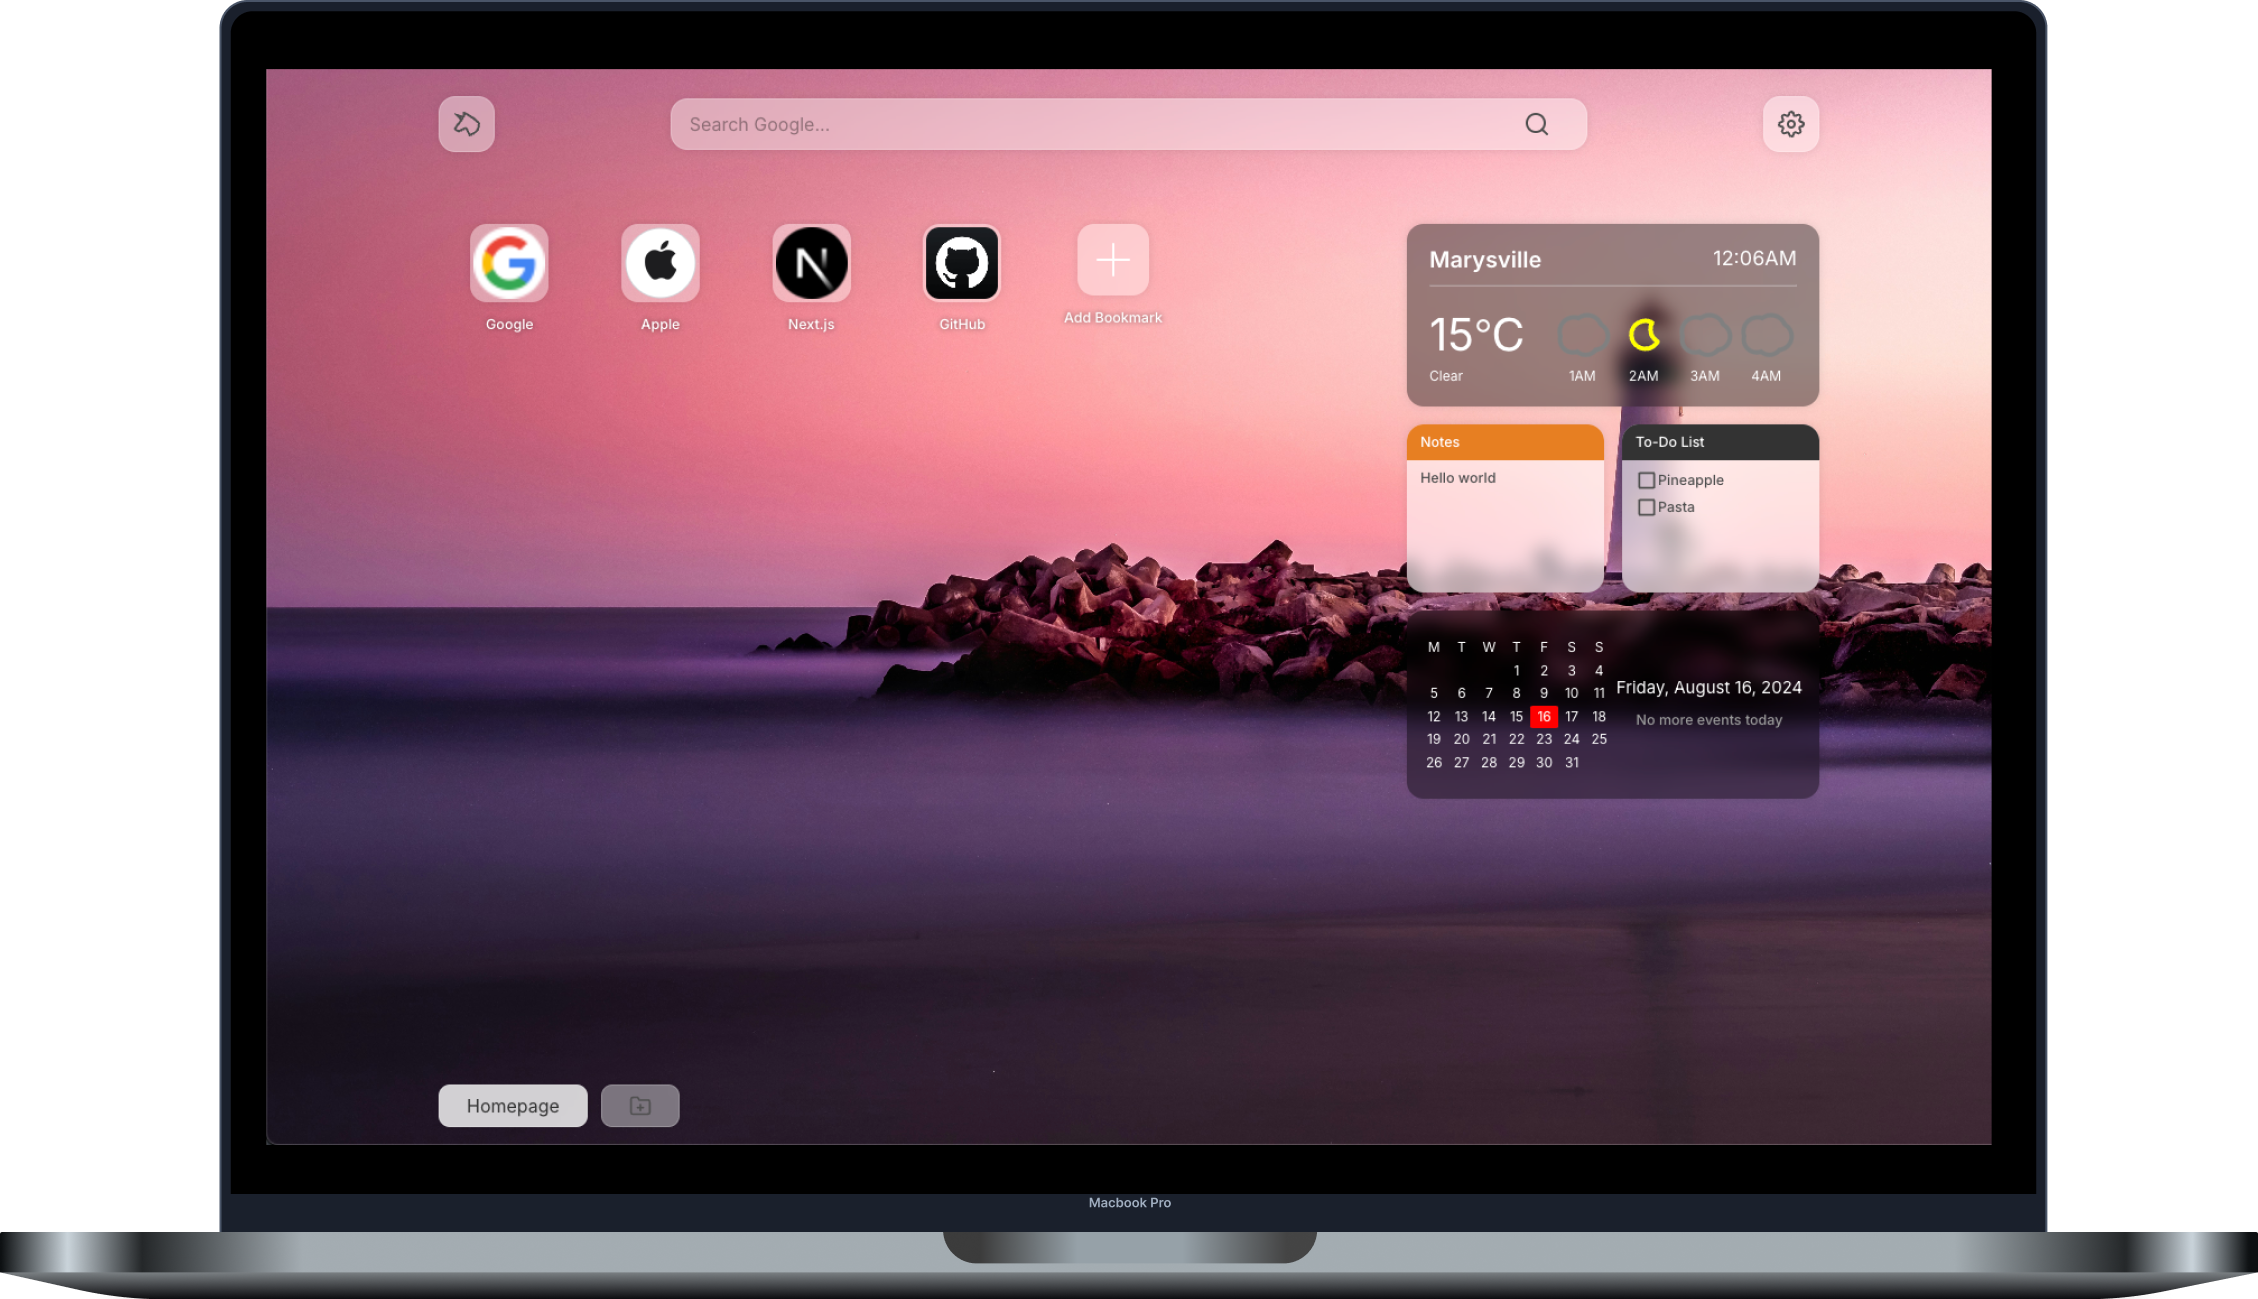 Search Google...
Google
Apple
Next.js
GitHub
Add Bookmark
Marysville 12:06AM
15°C
Clear 1AM 2AM 3AM 4AM
Notes
Hello world
To-Do List
Pineapple
Pasta
M T W T F S S
1 2 3 4
5 6 7 8 9 10 11
12 13 14 15 16 17 18
19 20 21 22 23 24 25
26 27 28 29 30 31
Friday, August 16, 2024
No more events today
Homepage
Macbook Pro